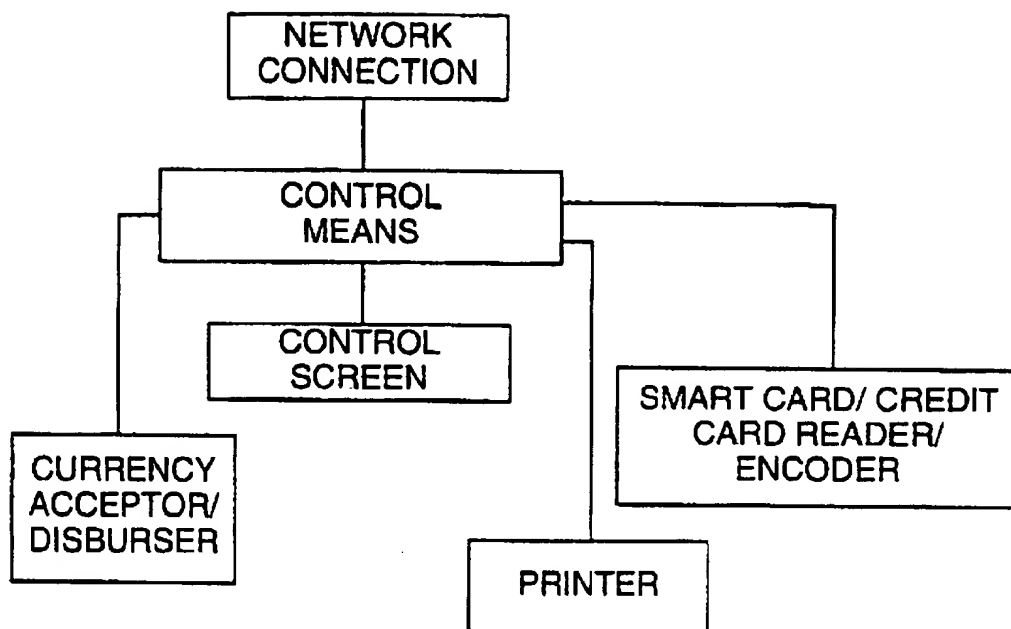 NETWORK
CONNECTION
CONTROL
MEANS
CONTROL
SCREEN
SMART CARD/ CREDIT
CARD READER/
ENCODER
CURRENCY
ACCEPTOR/
DISBURSER
PRINTER